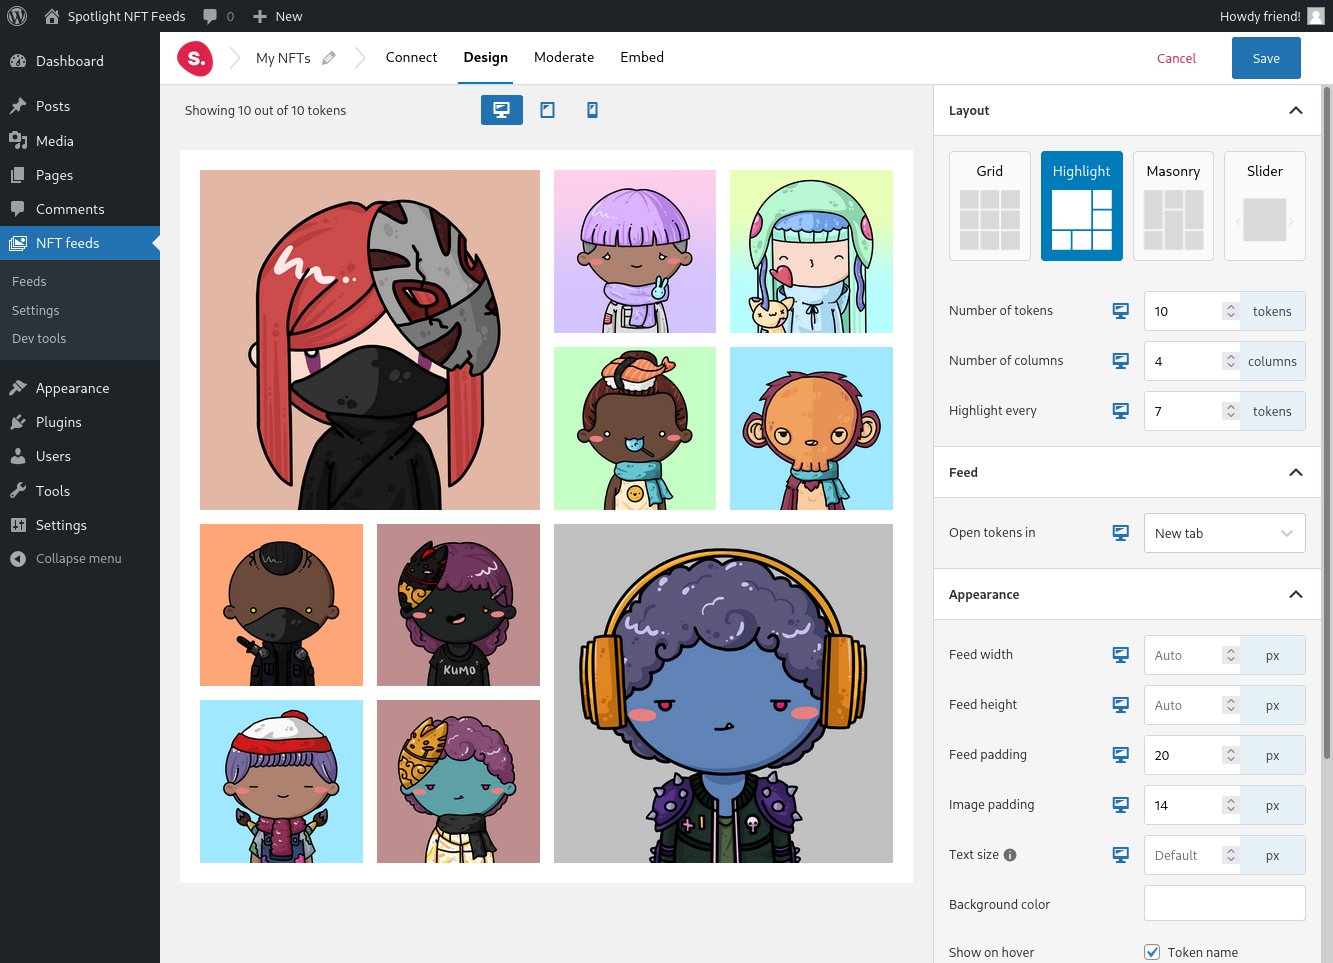 Spotlight NFT Feeds
0
New
Howdy friend!
Dashboard
Posts
Media
Pages
Comments
NFT feeds
Feeds
Settings
Dev tools
Appearance
Plugins
Users
Tools
Settings
Collapse menu
S.
My NFTs
Connect
Design
Moderate
Embed
Cancel
Save
Showing 10 out of 10 tokens
KUMO
Layout
Grid
Highlight
Masonry
Slider
Number of tokens
10
tokens
Number of columns
4
columns
Highlight every
7
tokens
Feed
Open tokens in
New tab
Appearance
Feed width
Auto
px
Feed height
Auto
px
Feed padding
20
px
Image padding
14
px
Text size
Default
px
Background color
Show on hover
Token name